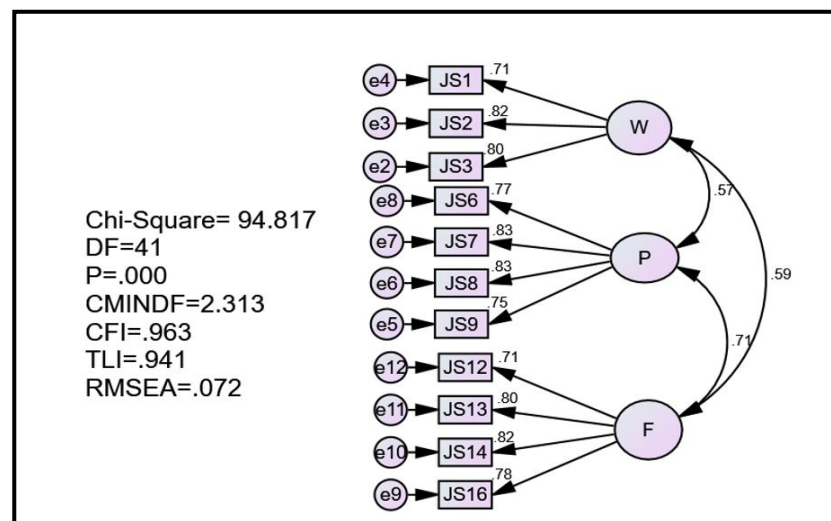 e4 JS1 .71
W
e3 JS2 .82
e2 JS3 .80
e8 JS6 .77
.57
Chi-Square= 94.817
DF=41
P=.000
CMINDF=2.313
CFI=.963
TLI=.941
RMSEA=.072
e7 JS7 .83
P
e6 JS8 .83
.59
e5 JS9 .75
.71
e12 JS12 .71
e11 JS13 .80
F
e10 JS14 .82
e9 JS16 .78